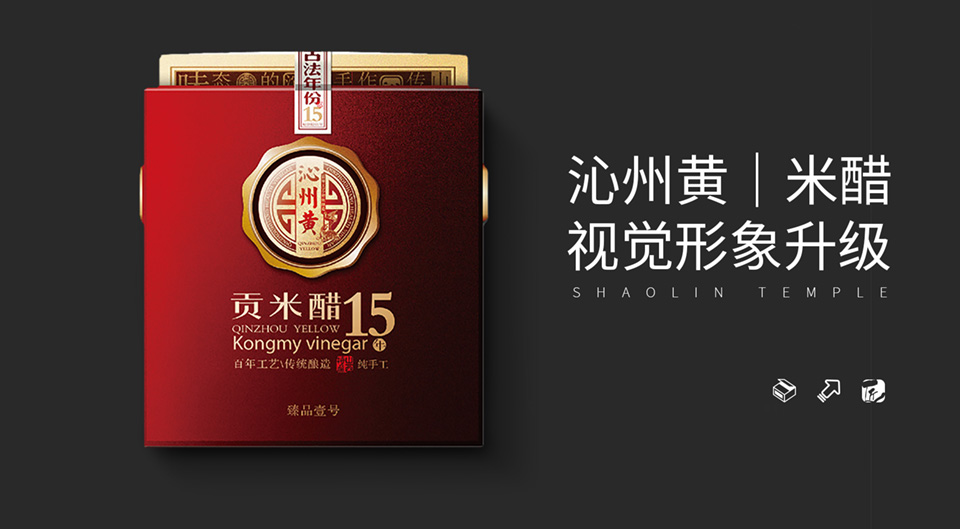 古法年份
15
沁州黄
QINZHOU
YELLOW
贡米醋15年
QINZHOU YELLOW
Kongmy vinegar
百年工艺\传统酿造
纯手工
臻品壹号
沁州黄｜米醋
视觉形象升级
SHAOLIN TEMPLE